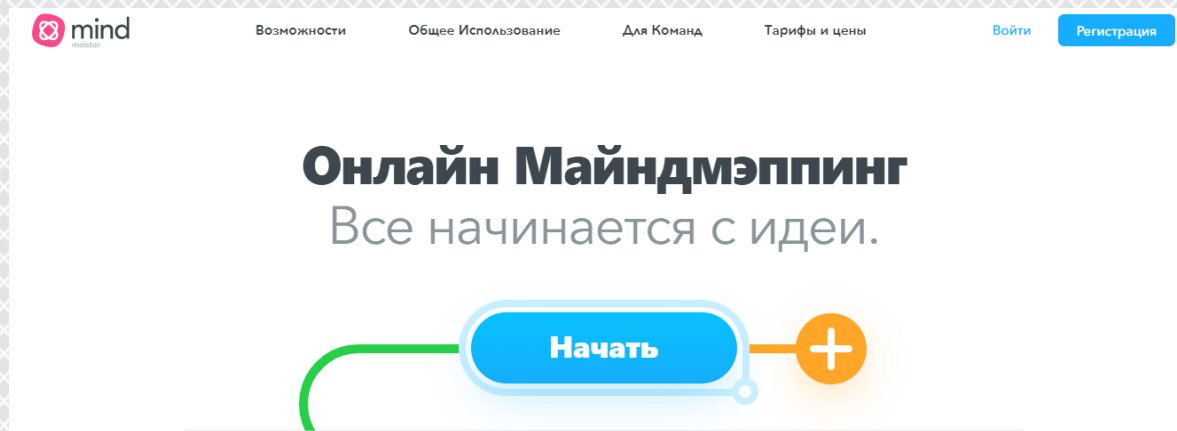 mind
meister
Возможности
Общее Использование
Для Команд
Тарифы и цены
Войти
Регистрация
Онлайн Майндмэппинг
Все начинается с идеи.
Начать